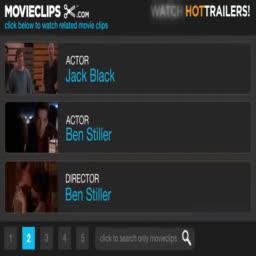 MOVIECLIPS .COM WATCH HOTTRAILERS!
click below to watch related movie clips
ACTOR
Jack Black
ACTOR
Ben Stiller
DIRECTOR
Ben Stiller
1 2 3 4 5 click to search only movieclips